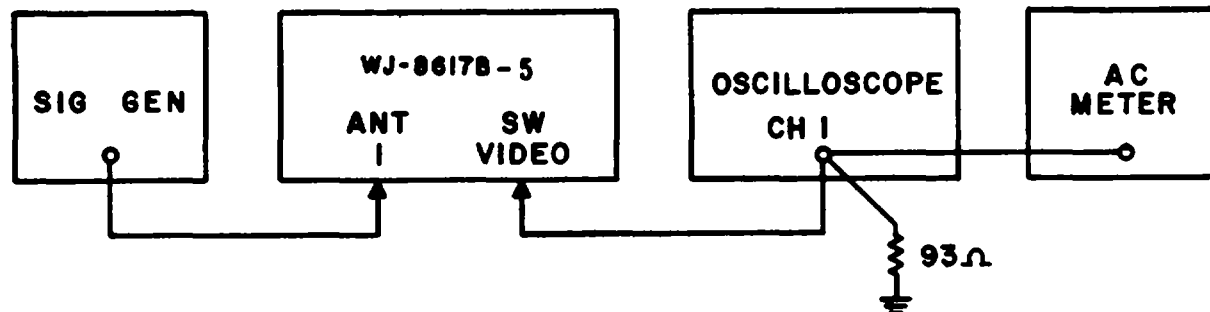 SIG GEN
WJ-8617B-5
ANT
1
SW
VIDEO
OSCILLOSCOPE
CH 1
AC
METER
93Ω